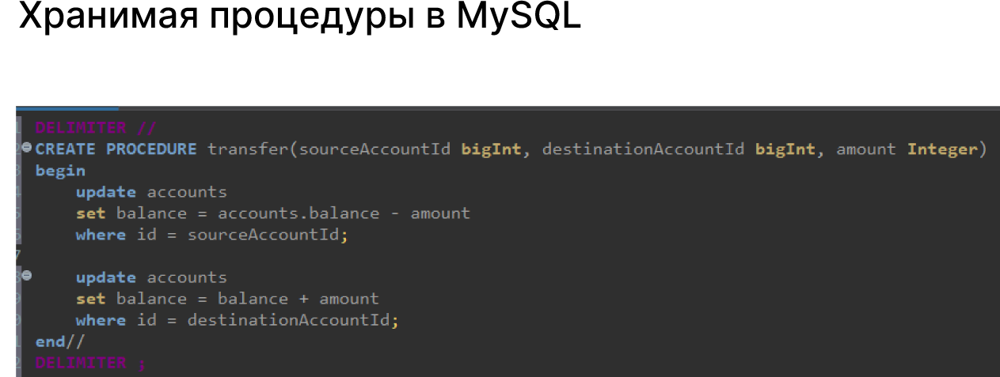 Хранимая процедуры в MySQL
DELIMITER //
CREATE PROCEDURE transfer(sourceAccountId bigInt, destinationAccountId bigInt, amount Integer)
begin
update accounts
set balance = accounts.balance - amount
where id = sourceAccountId;
7
update accounts
set balance = balance + amount
where id = destinationAccountId;
end//
DELIMITER ;